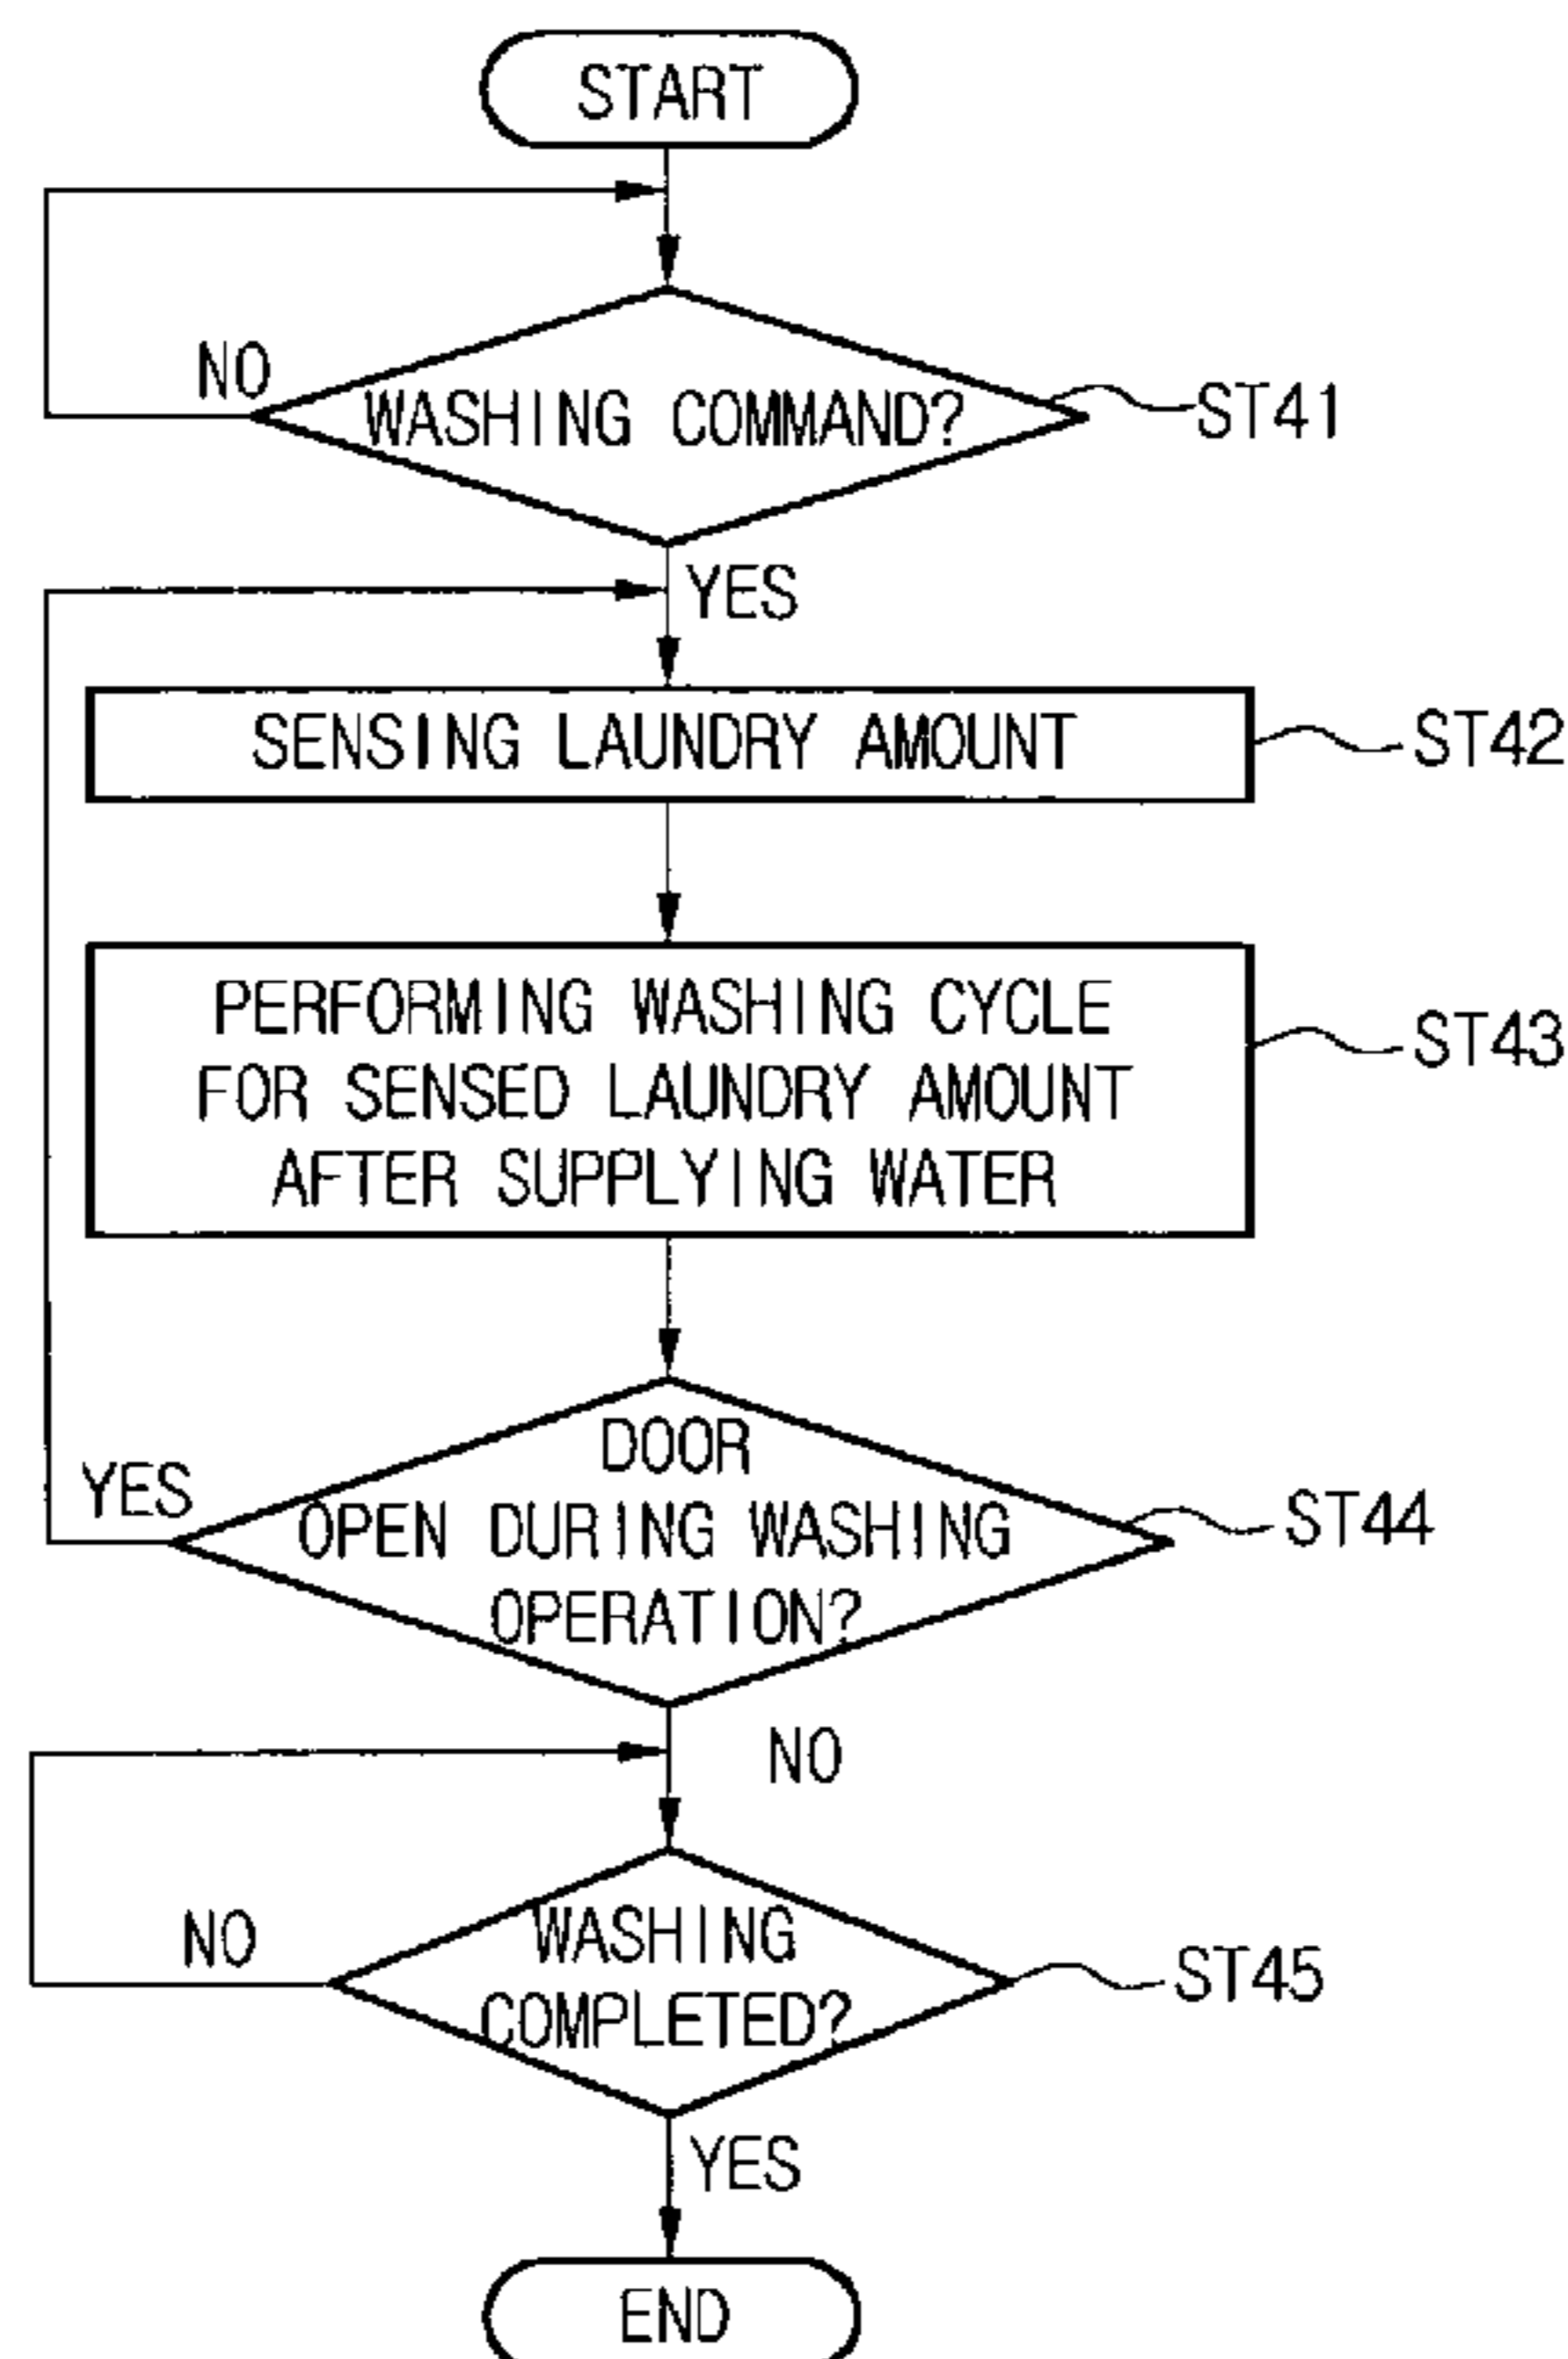 START
NO
WASHING COMMAND?
ST41
YES
SENSING LAUNDRY AMOUNT
ST42
PERFORMING WASHING CYCLE
FOR SENSED LAUNDRY AMOUNT
AFTER SUPPLYING WATER
ST43
YES
DOOR
OPEN DURING WASHING
OPERATION?
ST44
NO
NO
WASHING
COMPLETED?
ST45
YES
END